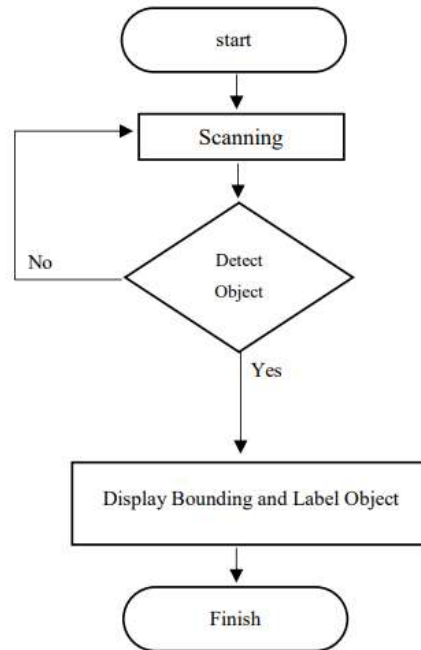 start
Scanning
Detect
Object
No
Yes
Display Bounding and Label Object
Finish